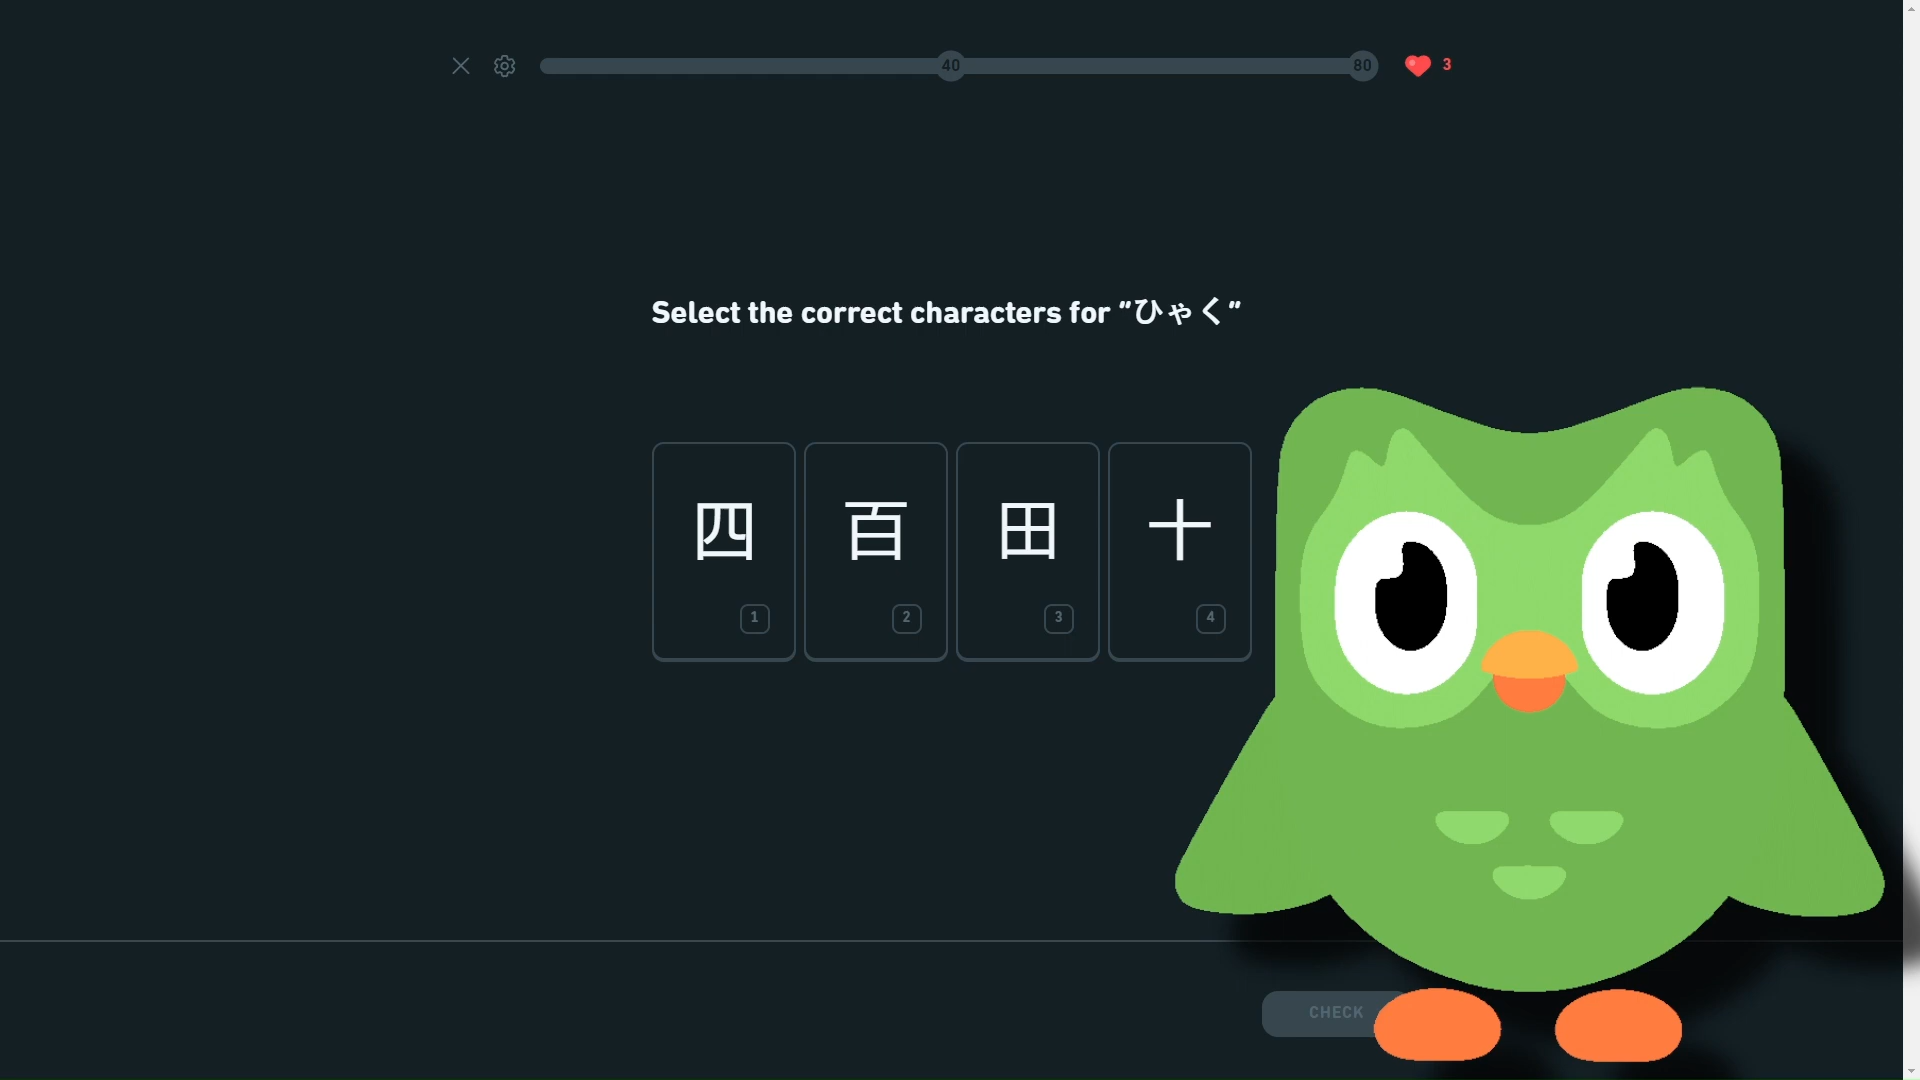 40
80
3
Select the correct characters for “ひゃく”
四
百
田
十
1
2
3
4
CHECK